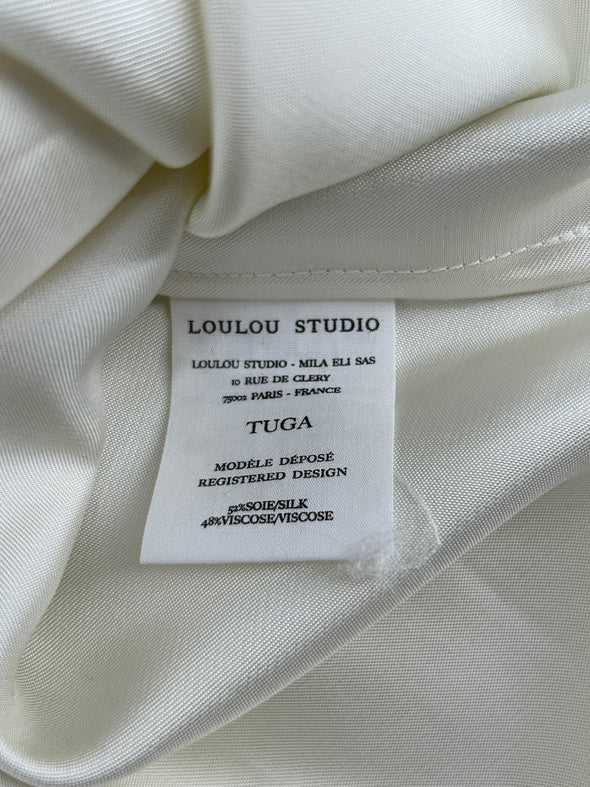 LOULOU STUDIO
LOULOU STUDIO - MILA ELI SAS
10 RUE DE CLERY
75002 PARIS - FRANCE
TUGA
MODÈLE DÉPOSÉ
REGISTERED DESIGN
52%SOIE/SILK
48%VISCOSE/VISCOSE